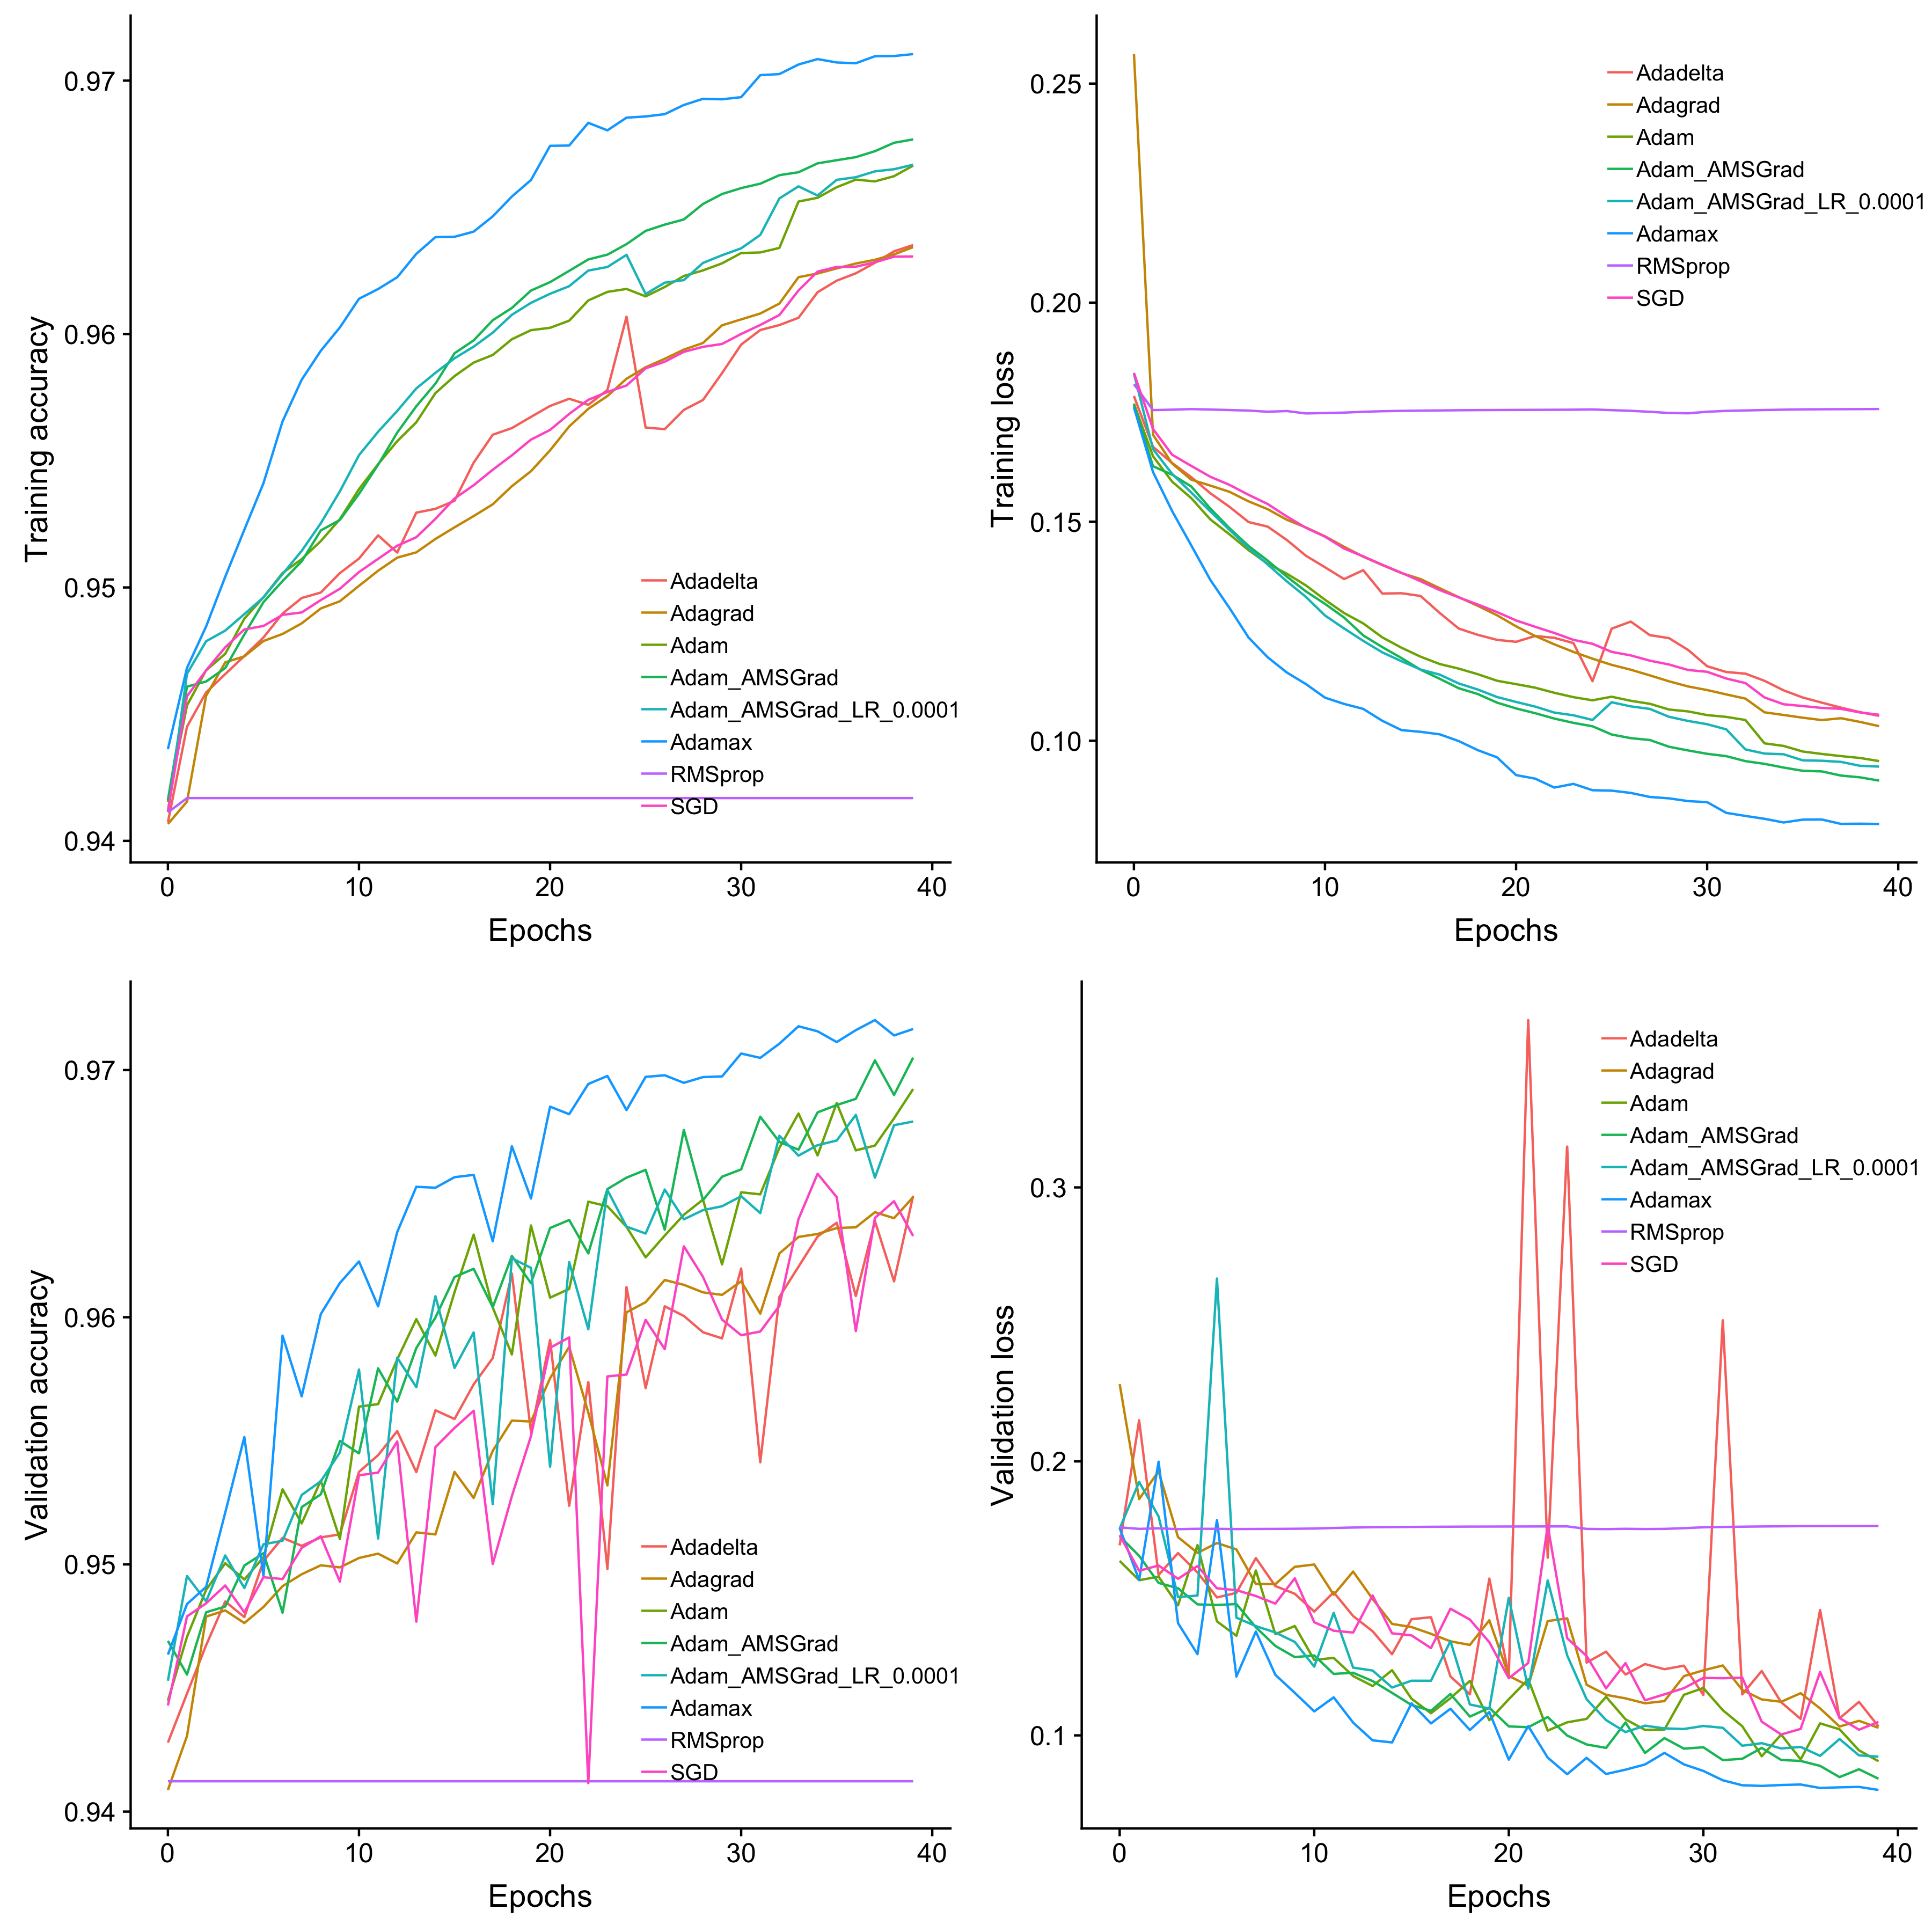 Training accuracy
0.97
0.96
0.95
0.94
Adadelta
Adagrad
Adam
Adam_AMSGrad
Adam_AMSGrad_LR_0.0001
Adamax
RMSprop
SGD
0 10 20 30 40
Epochs
Training loss
0.25
0.20
0.15
0.10
Adadelta
Adagrad
Adam
Adam_AMSGrad
Adam_AMSGrad_LR_0.0001
Adamax
RMSprop
SGD
0 10 20 30 40
Epochs
Validation accuracy
0.97
0.96
0.95
0.94
Adadelta
Adagrad
Adam
Adam_AMSGrad
Adam_AMSGrad_LR_0.0001
Adamax
RMSprop
SGD
0 10 20 30 40
Epochs
Validation loss
0.3
0.2
0.1
Adadelta
Adagrad
Adam
Adam_AMSGrad
Adam_AMSGrad_LR_0.0001
Adamax
RMSprop
SGD
0 10 20 30 40
Epochs